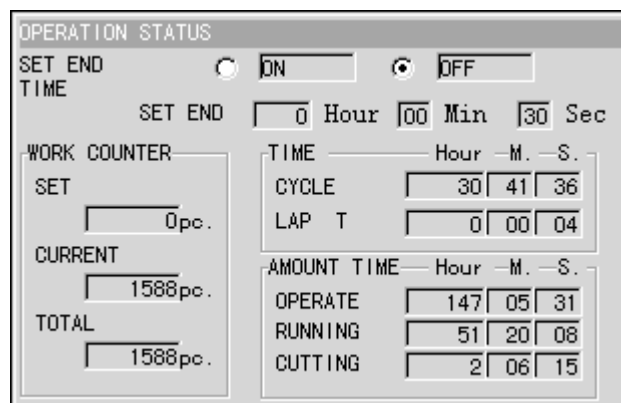 OPERATION STATUS
SET END TIME ON OFF
SET END 0 Hour 00 Min 30 Sec
WORK COUNTER
SET
0pc.
CURRENT
1588pc.
TOTAL
1588pc.
TIME Hour M. S.
CYCLE 30 41 36
LAP T 0 00 04
AMOUNT TIME Hour M. S.
OPERATE 147 05 31
RUNNING 51 20 08
CUTTING 2 06 15